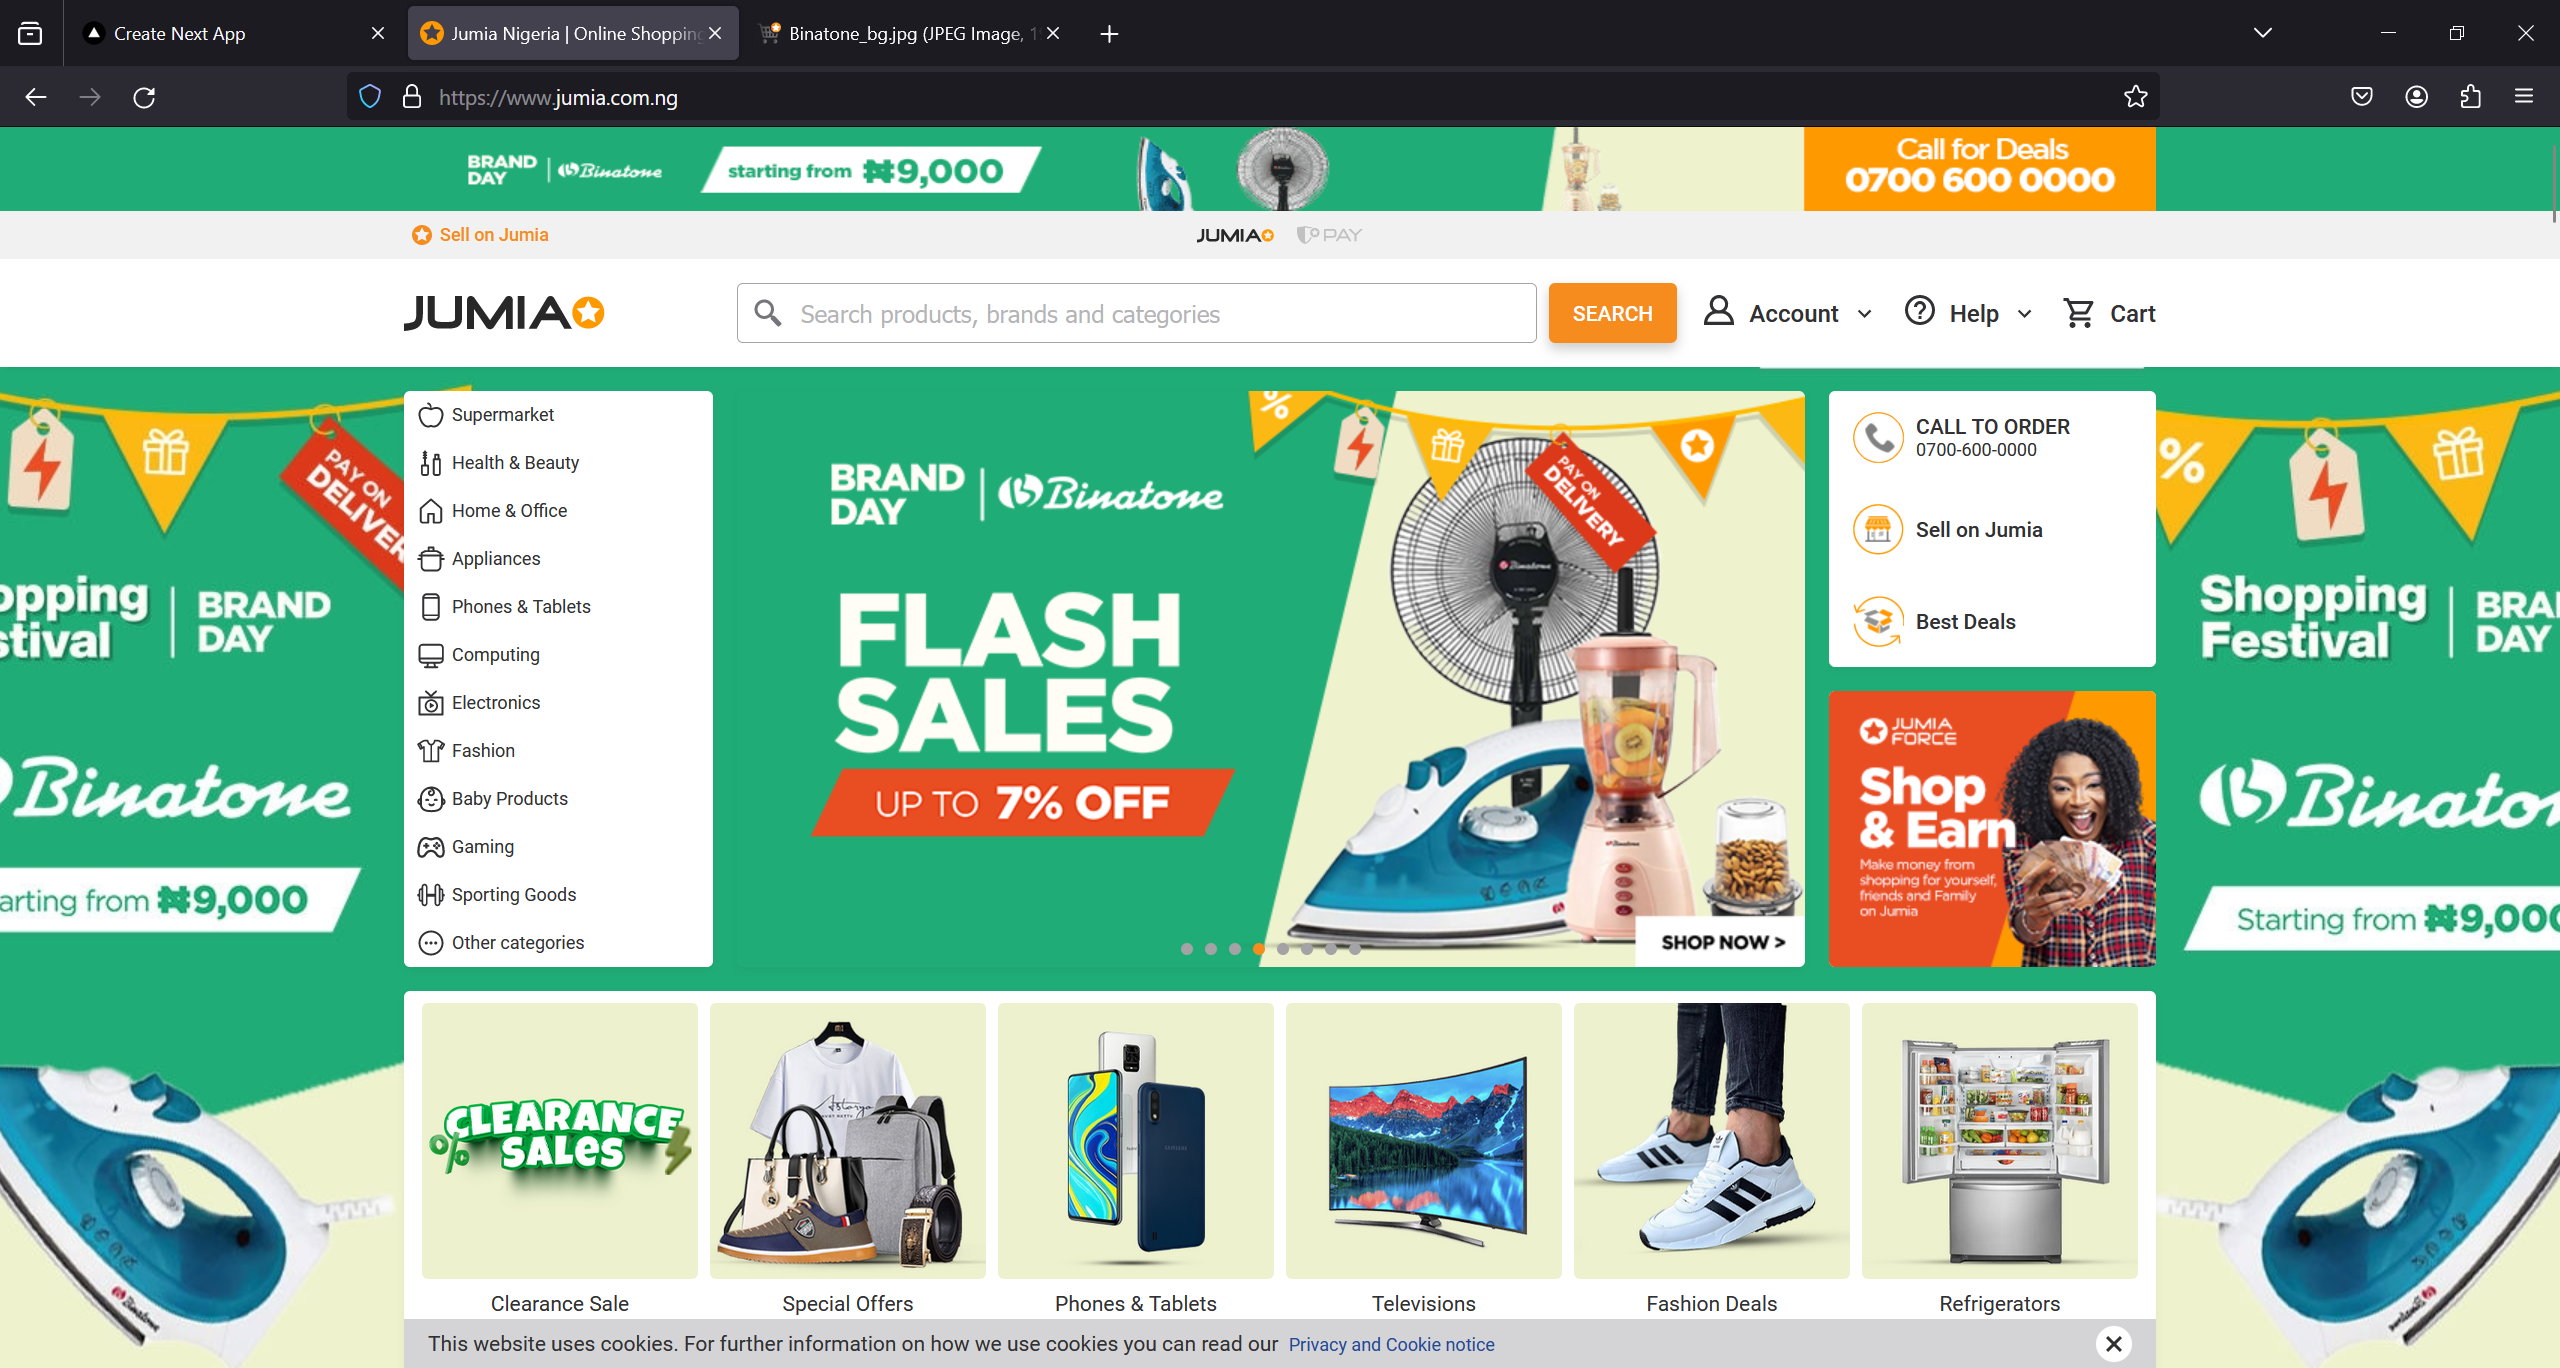 Create Next App
Jumia Nigeria | Online Shopping
Binatone_bg.jpg (JPEG Image, 1
https://www.jumia.com.ng
BRAND DAY | Binatone
starting from ₦9,000
Call for Deals
0700 600 0000
Sell on Jumia
JUMIA
PAY
JUMIA
Search products, brands and categories
SEARCH
Account
Help
Cart
Supermarket
Health & Beauty
Home & Office
Appliances
Phones & Tablets
Computing
Electronics
Fashion
Baby Products
Gaming
Sporting Goods
Other categories
PAY ON
DELIVER
opping
stival
BRAND
DAY
Binatone
arting from ₦9,000
BRAND
DAY
Binatone
FLASH
SALES
UP TO 7% OFF
%
PAY ON
DELIVERY
Binatone
Binatone
SHOP NOW >
CALL TO ORDER
0700-600-0000
Sell on Jumia
Best Deals
JUMIA
FORCE
Shop
& Earn
Make money from
shopping for yourself,
friends and Family
on Jumia
%
Shopping
Festival
BRA
DAY
Binato
Starting from ₦9,00
CLEARANCE
SALES
%
SAMSUNG
Clearance Sale
Special Offers
Phones & Tablets
Televisions
Fashion Deals
Refrigerators
Binatone
This website uses cookies. For further information on how we use cookies you can read our Privacy and Cookie notice